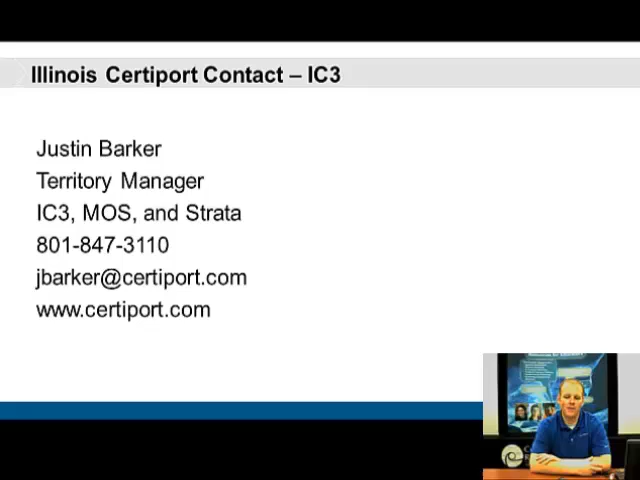 Illinois Certiport Contact – IC3
Justin Barker
Territory Manager
IC3, MOS, and Strata
801-847-3110
jbarker@certiport.com
www.certiport.com